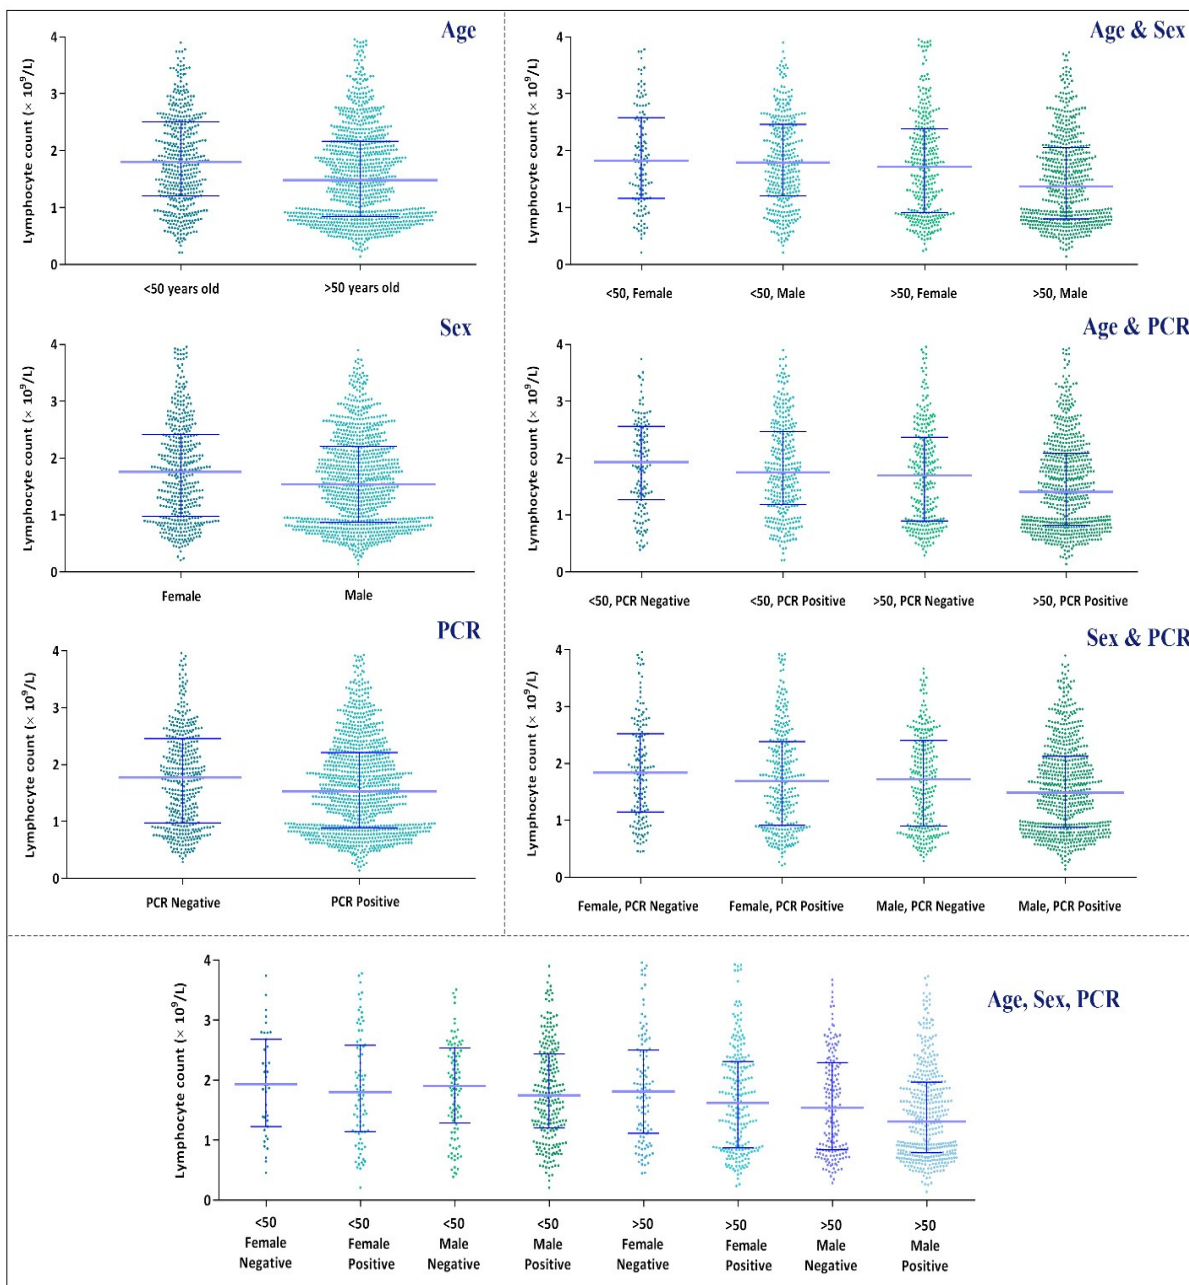 Age
Lymphocyte count (× 10⁹/L)
4
3
2
1
0
<50 years old
>50 years old
Age & Sex
Lymphocyte count (× 10⁹/L)
4
3
2
1
0
<50, Female
<50, Male
>50, Female
>50, Male
Sex
Lymphocyte count (× 10⁹/L)
4
3
2
1
0
Female
Male
Age & PCR
Lymphocyte count (× 10⁹/L)
4
3
2
1
0
<50, PCR Negative
<50, PCR Positive
>50, PCR Negative
>50, PCR Positive
PCR
Lymphocyte count (× 10⁹/L)
4
3
2
1
0
PCR Negative
PCR Positive
Sex & PCR
Lymphocyte count (× 10⁹/L)
4
3
2
1
0
Female, PCR Negative
Female, PCR Positive
Male, PCR Negative
Male, PCR Positive
Age, Sex, PCR
Lymphocyte count (× 10⁹/L)
4
3
2
1
0
<50
Female
Negative
<50
Female
Positive
<50
Male
Negative
<50
Male
Positive
>50
Female
Negative
>50
Female
Positive
>50
Male
Negative
>50
Male
Positive